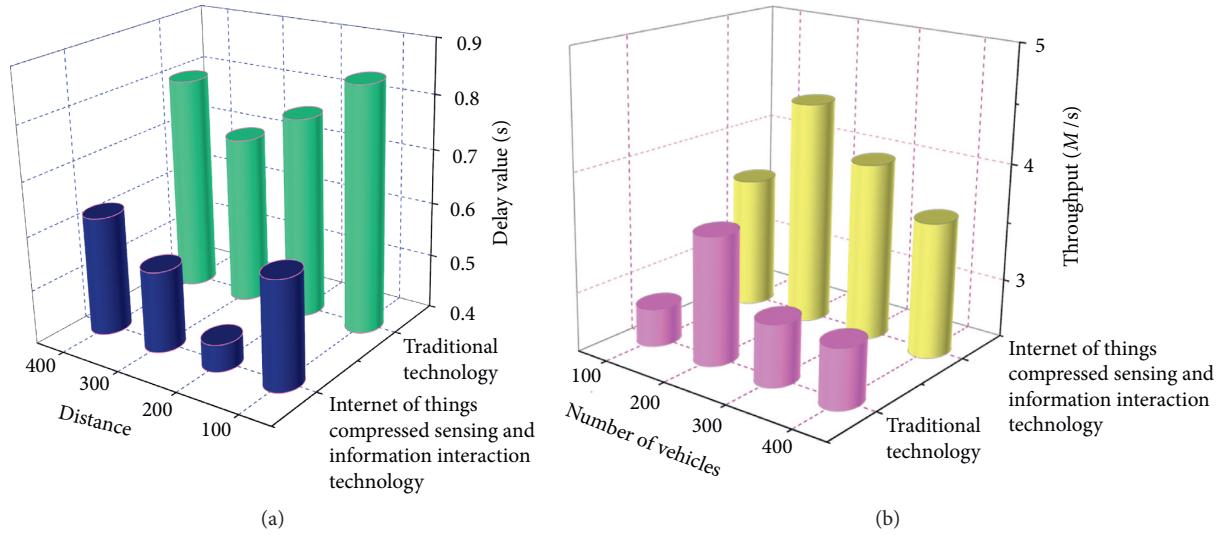 0.9
0.8
0.7
0.6
0.5
0.4
Delay value (s)
400
300
200
100
Distance
Traditional
technology
Internet of things
compressed sensing and
information interaction
technology
(a)
5
4
3
Throughput (M/s)
100
200
300
400
Number of vehicles
Internet of things
compressed sensing and
information interaction
technology
Traditional
technology
(b)